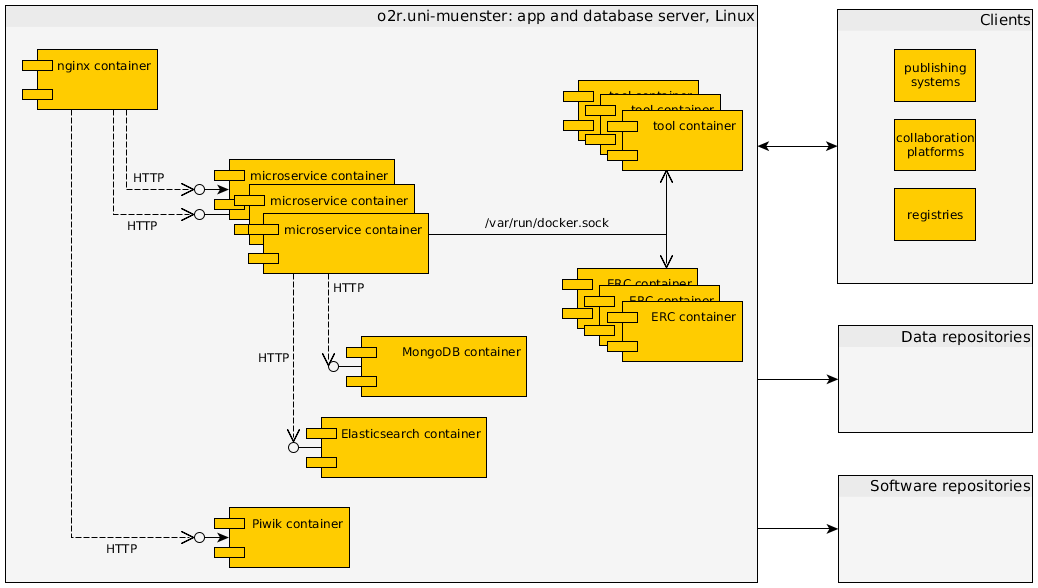 o2r.uni-muenster: app and database server, Linux
nginx container
HTTP
HTTP
microservice container
microservice container
microservice container
/var/run/docker.sock
tool container
tool container
tool container
ERC container
ERC container
ERC container
HTTP
MongoDB container
HTTP
Elasticsearch container
HTTP
Piwik container
Clients
publishing
systems
collaboration
platforms
registries
Data repositories
Software repositories